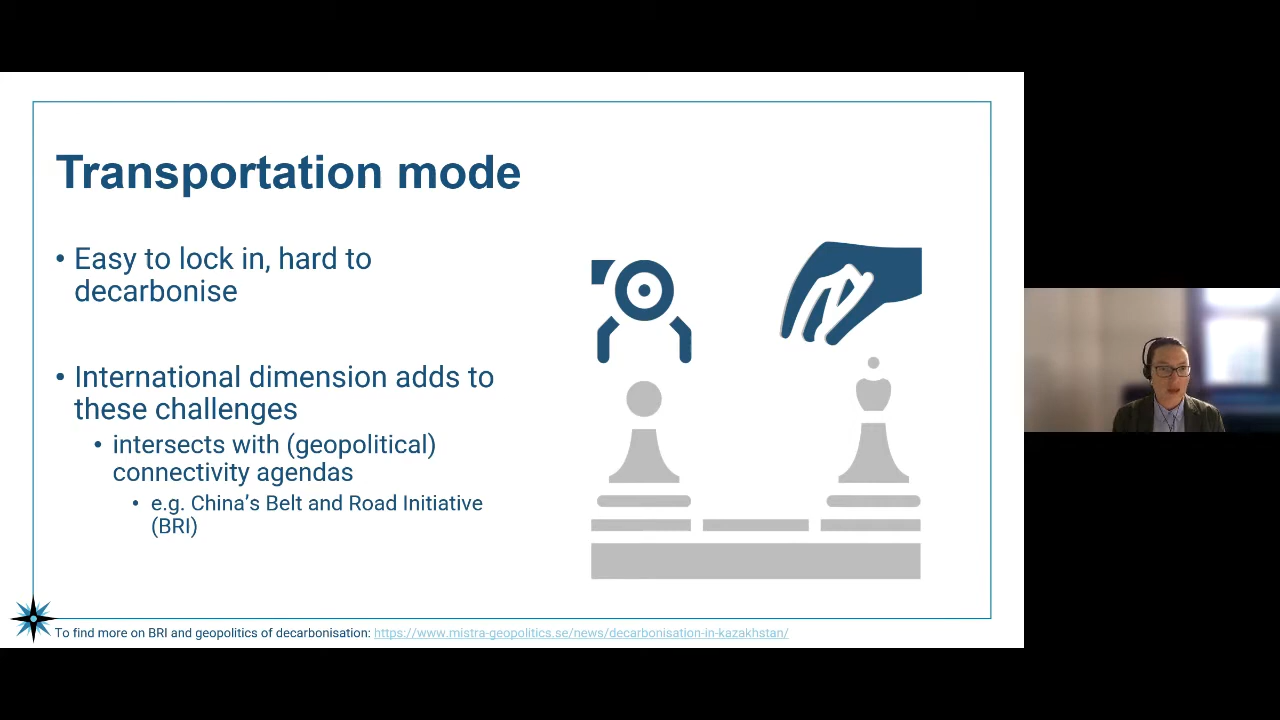 Transportation mode
• Easy to lock in, hard to
decarbonise
• International dimension adds to
these challenges
• intersects with (geopolitical)
connectivity agendas
• e.g. China’s Belt and Road Initiative
(BRI)
To find more on BRI and geopolitics of decarbonisation: https://www.mistra-geopolitics.se/news/decarbonisation-in-kazakhstan/